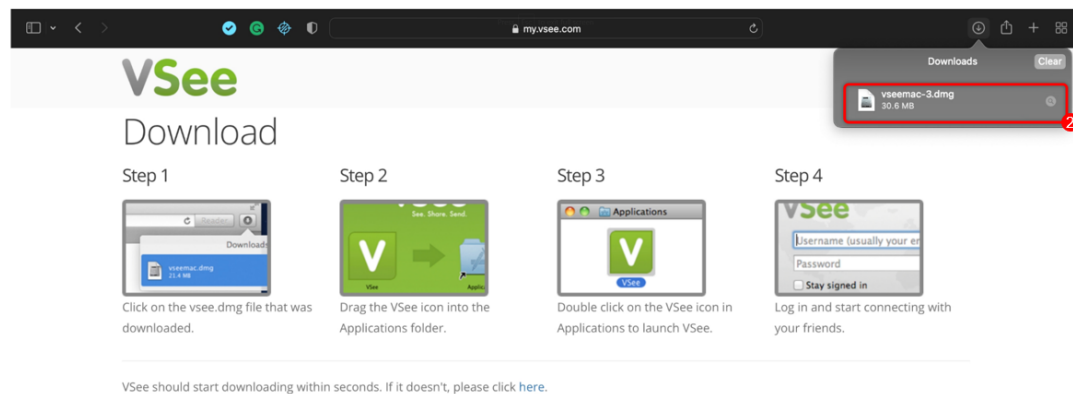 my.vsee.com
Downloads
Clear
vseemac-3.dmg
30.6 MB
2
VSee
Download
Step 1
Step 2
Step 3
Step 4
Reader
Downloads
vseemac.dmg
21.4 MB
See. Share. Send.
V
VSee
Applic
Applications
V
VSee
VSee
Username (usually your em
Password
Stay signed in
Click on the vsee.dmg file that was
downloaded.
Drag the VSee icon into the
Applications folder.
Double click on the VSee icon in
Applications to launch VSee.
Log in and start connecting with
your friends.
VSee should start downloading within seconds. If it doesn't, please click here.